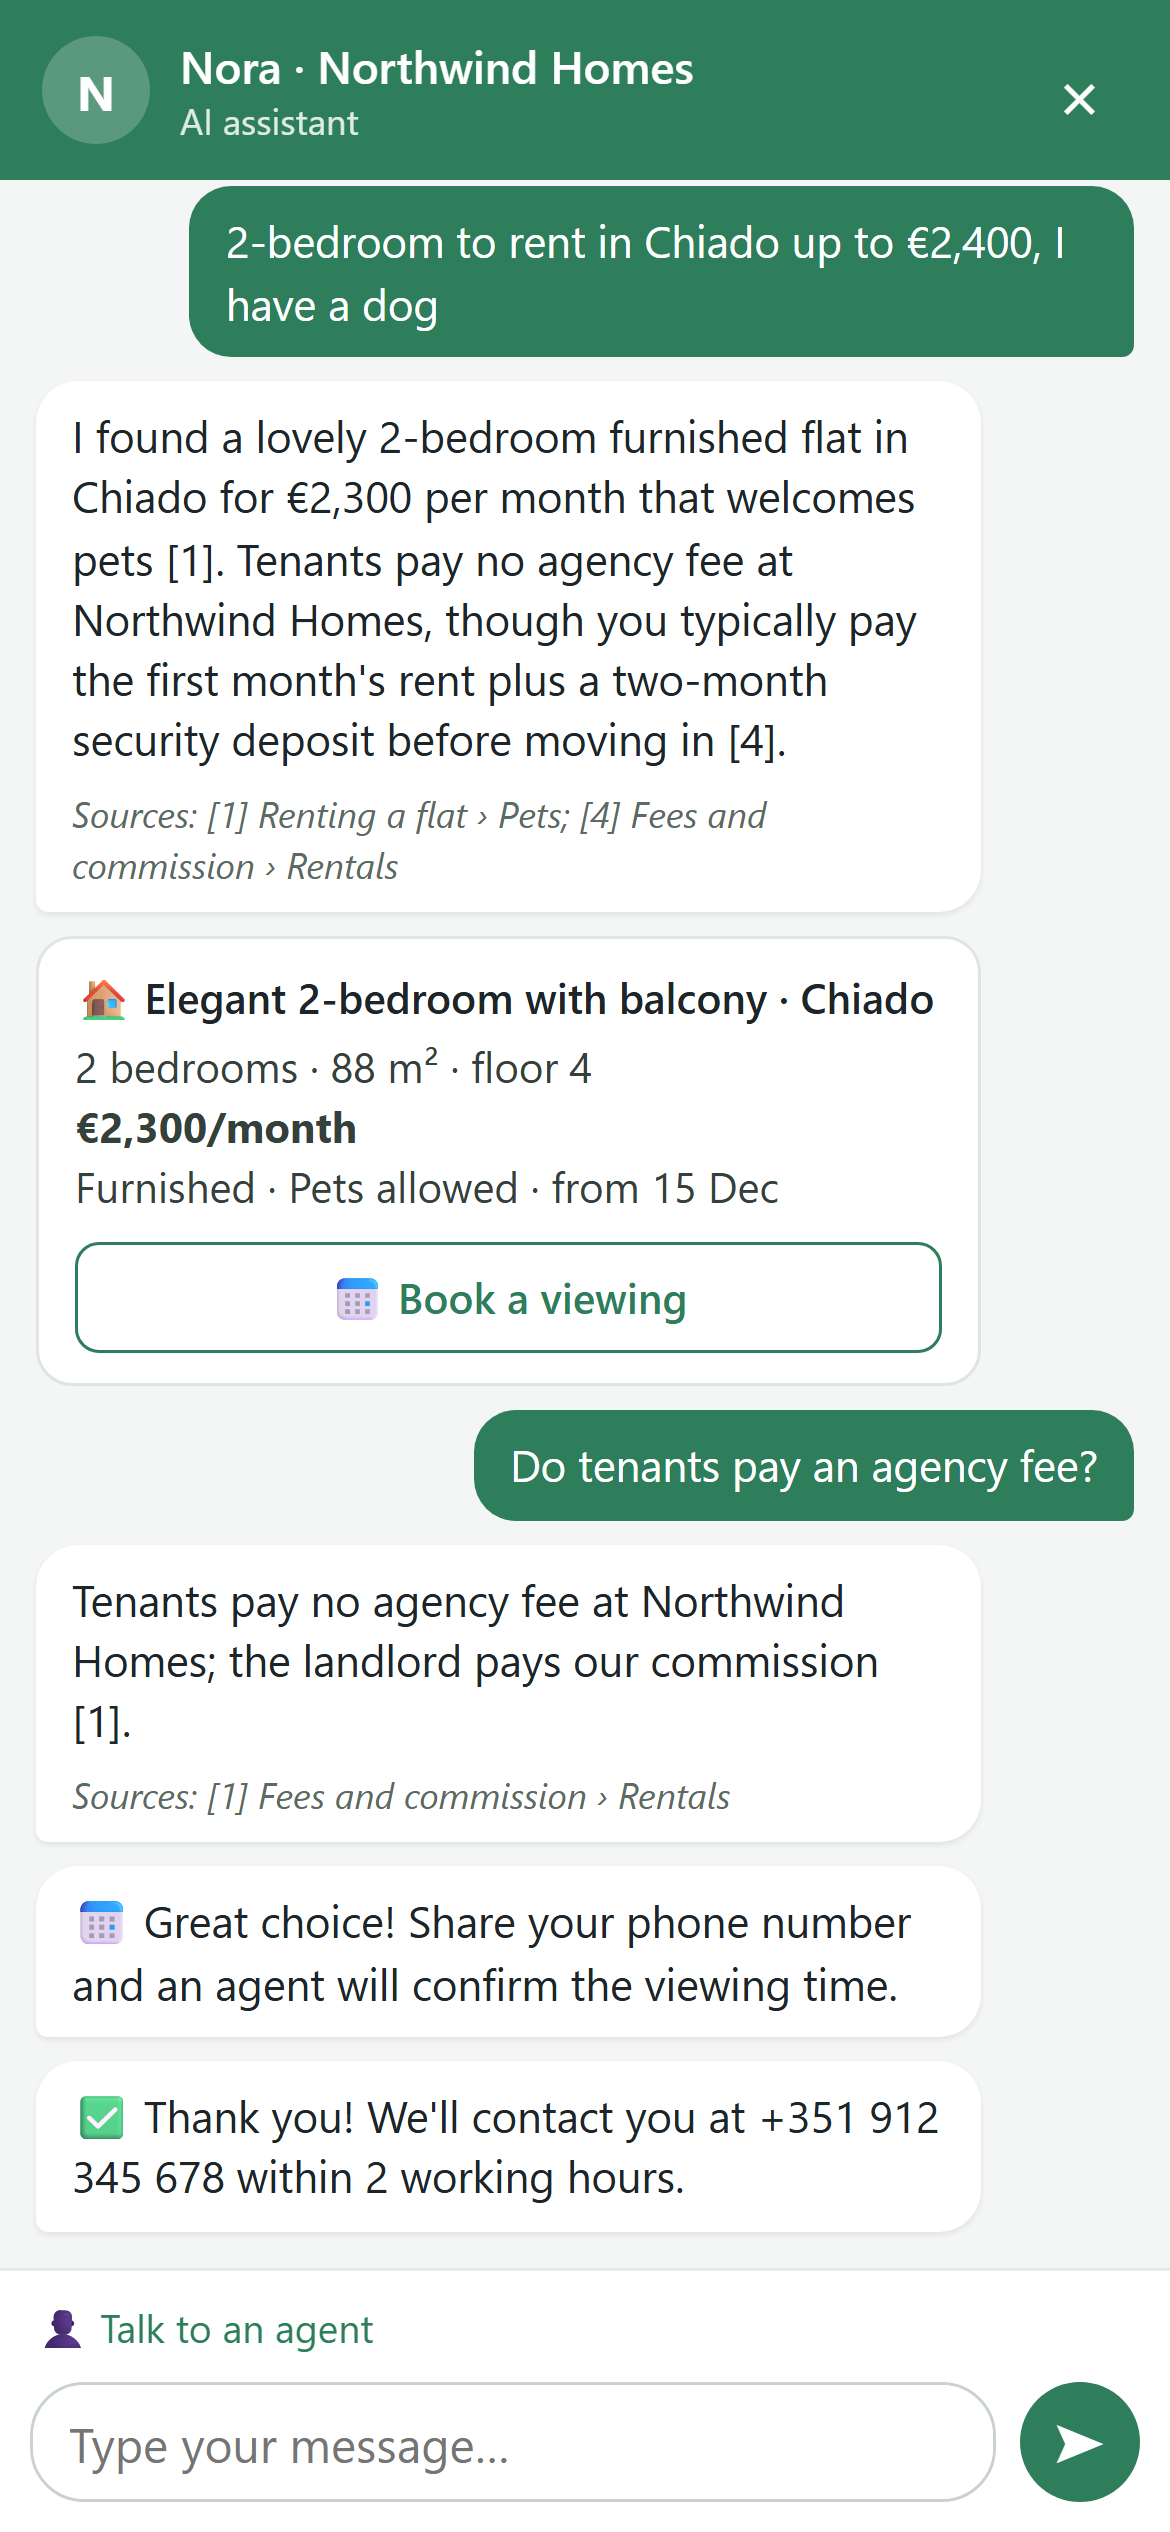 N
Nora · Northwind Homes
AI assistant
2-bedroom to rent in Chiado up to €2,400, I
have a dog
I found a lovely 2-bedroom furnished flat in
Chiado for €2,300 per month that welcomes
pets [1]. Tenants pay no agency fee at
Northwind Homes, though you typically pay
the first month's rent plus a two-month
security deposit before moving in [4].
Sources: [1] Renting a flat › Pets; [4] Fees and
commission › Rentals
Elegant 2-bedroom with balcony · Chiado
2 bedrooms · 88 m² · floor 4
€2,300/month
Furnished · Pets allowed · from 15 Dec
Book a viewing
Do tenants pay an agency fee?
Tenants pay no agency fee at Northwind
Homes; the landlord pays our commission
[1].
Sources: [1] Fees and commission › Rentals
Great choice! Share your phone number
and an agent will confirm the viewing time.
Thank you! We'll contact you at +351 912
345 678 within 2 working hours.
Talk to an agent
Type your message...